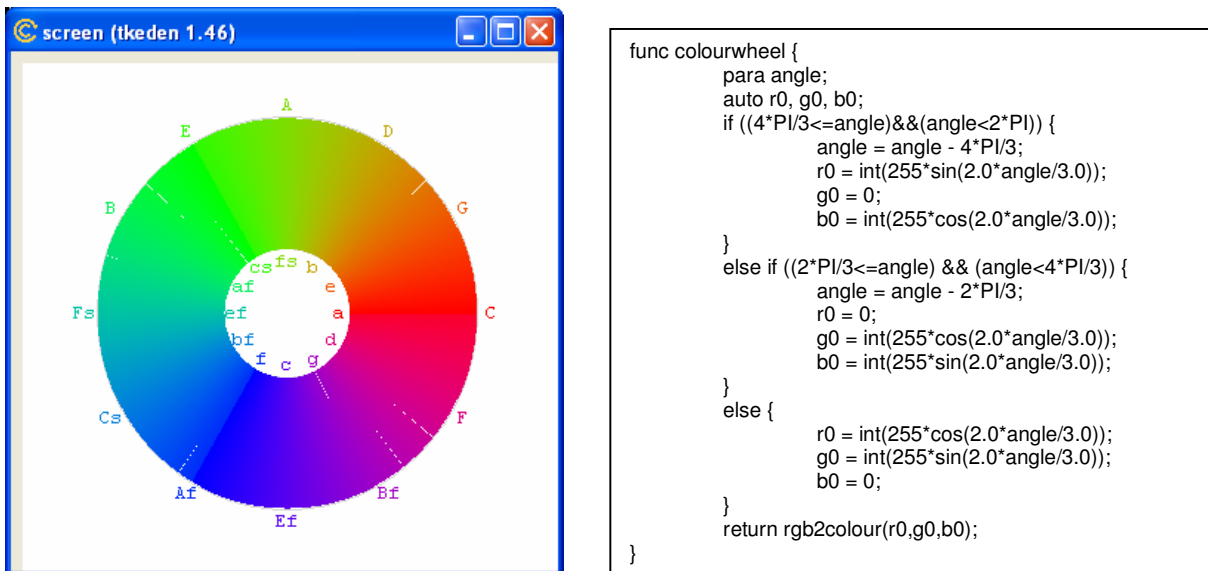 screen (tkeden 1.46)
A
E
D
B
G
Fs
C
Cs
F
Af
Bf
Ef
cs fs b
af e
ef a
bf d
f c g
func colourwheel {
para angle;
auto r0, g0, b0;
if ((4*PI/3<=angle)&&(angle<2*PI)) {
angle = angle - 4*PI/3;
r0 = int(255*sin(2.0*angle/3.0));
g0 = 0;
b0 = int(255*cos(2.0*angle/3.0));
}
else if ((2*PI/3<=angle) && (angle<4*PI/3)) {
angle = angle - 2*PI/3;
r0 = 0;
g0 = int(255*cos(2.0*angle/3.0));
b0 = int(255*sin(2.0*angle/3.0));
}
else {
r0 = int(255*cos(2.0*angle/3.0));
g0 = int(255*sin(2.0*angle/3.0));
b0 = 0;
}
return rgb2colour(r0,g0,b0);
}